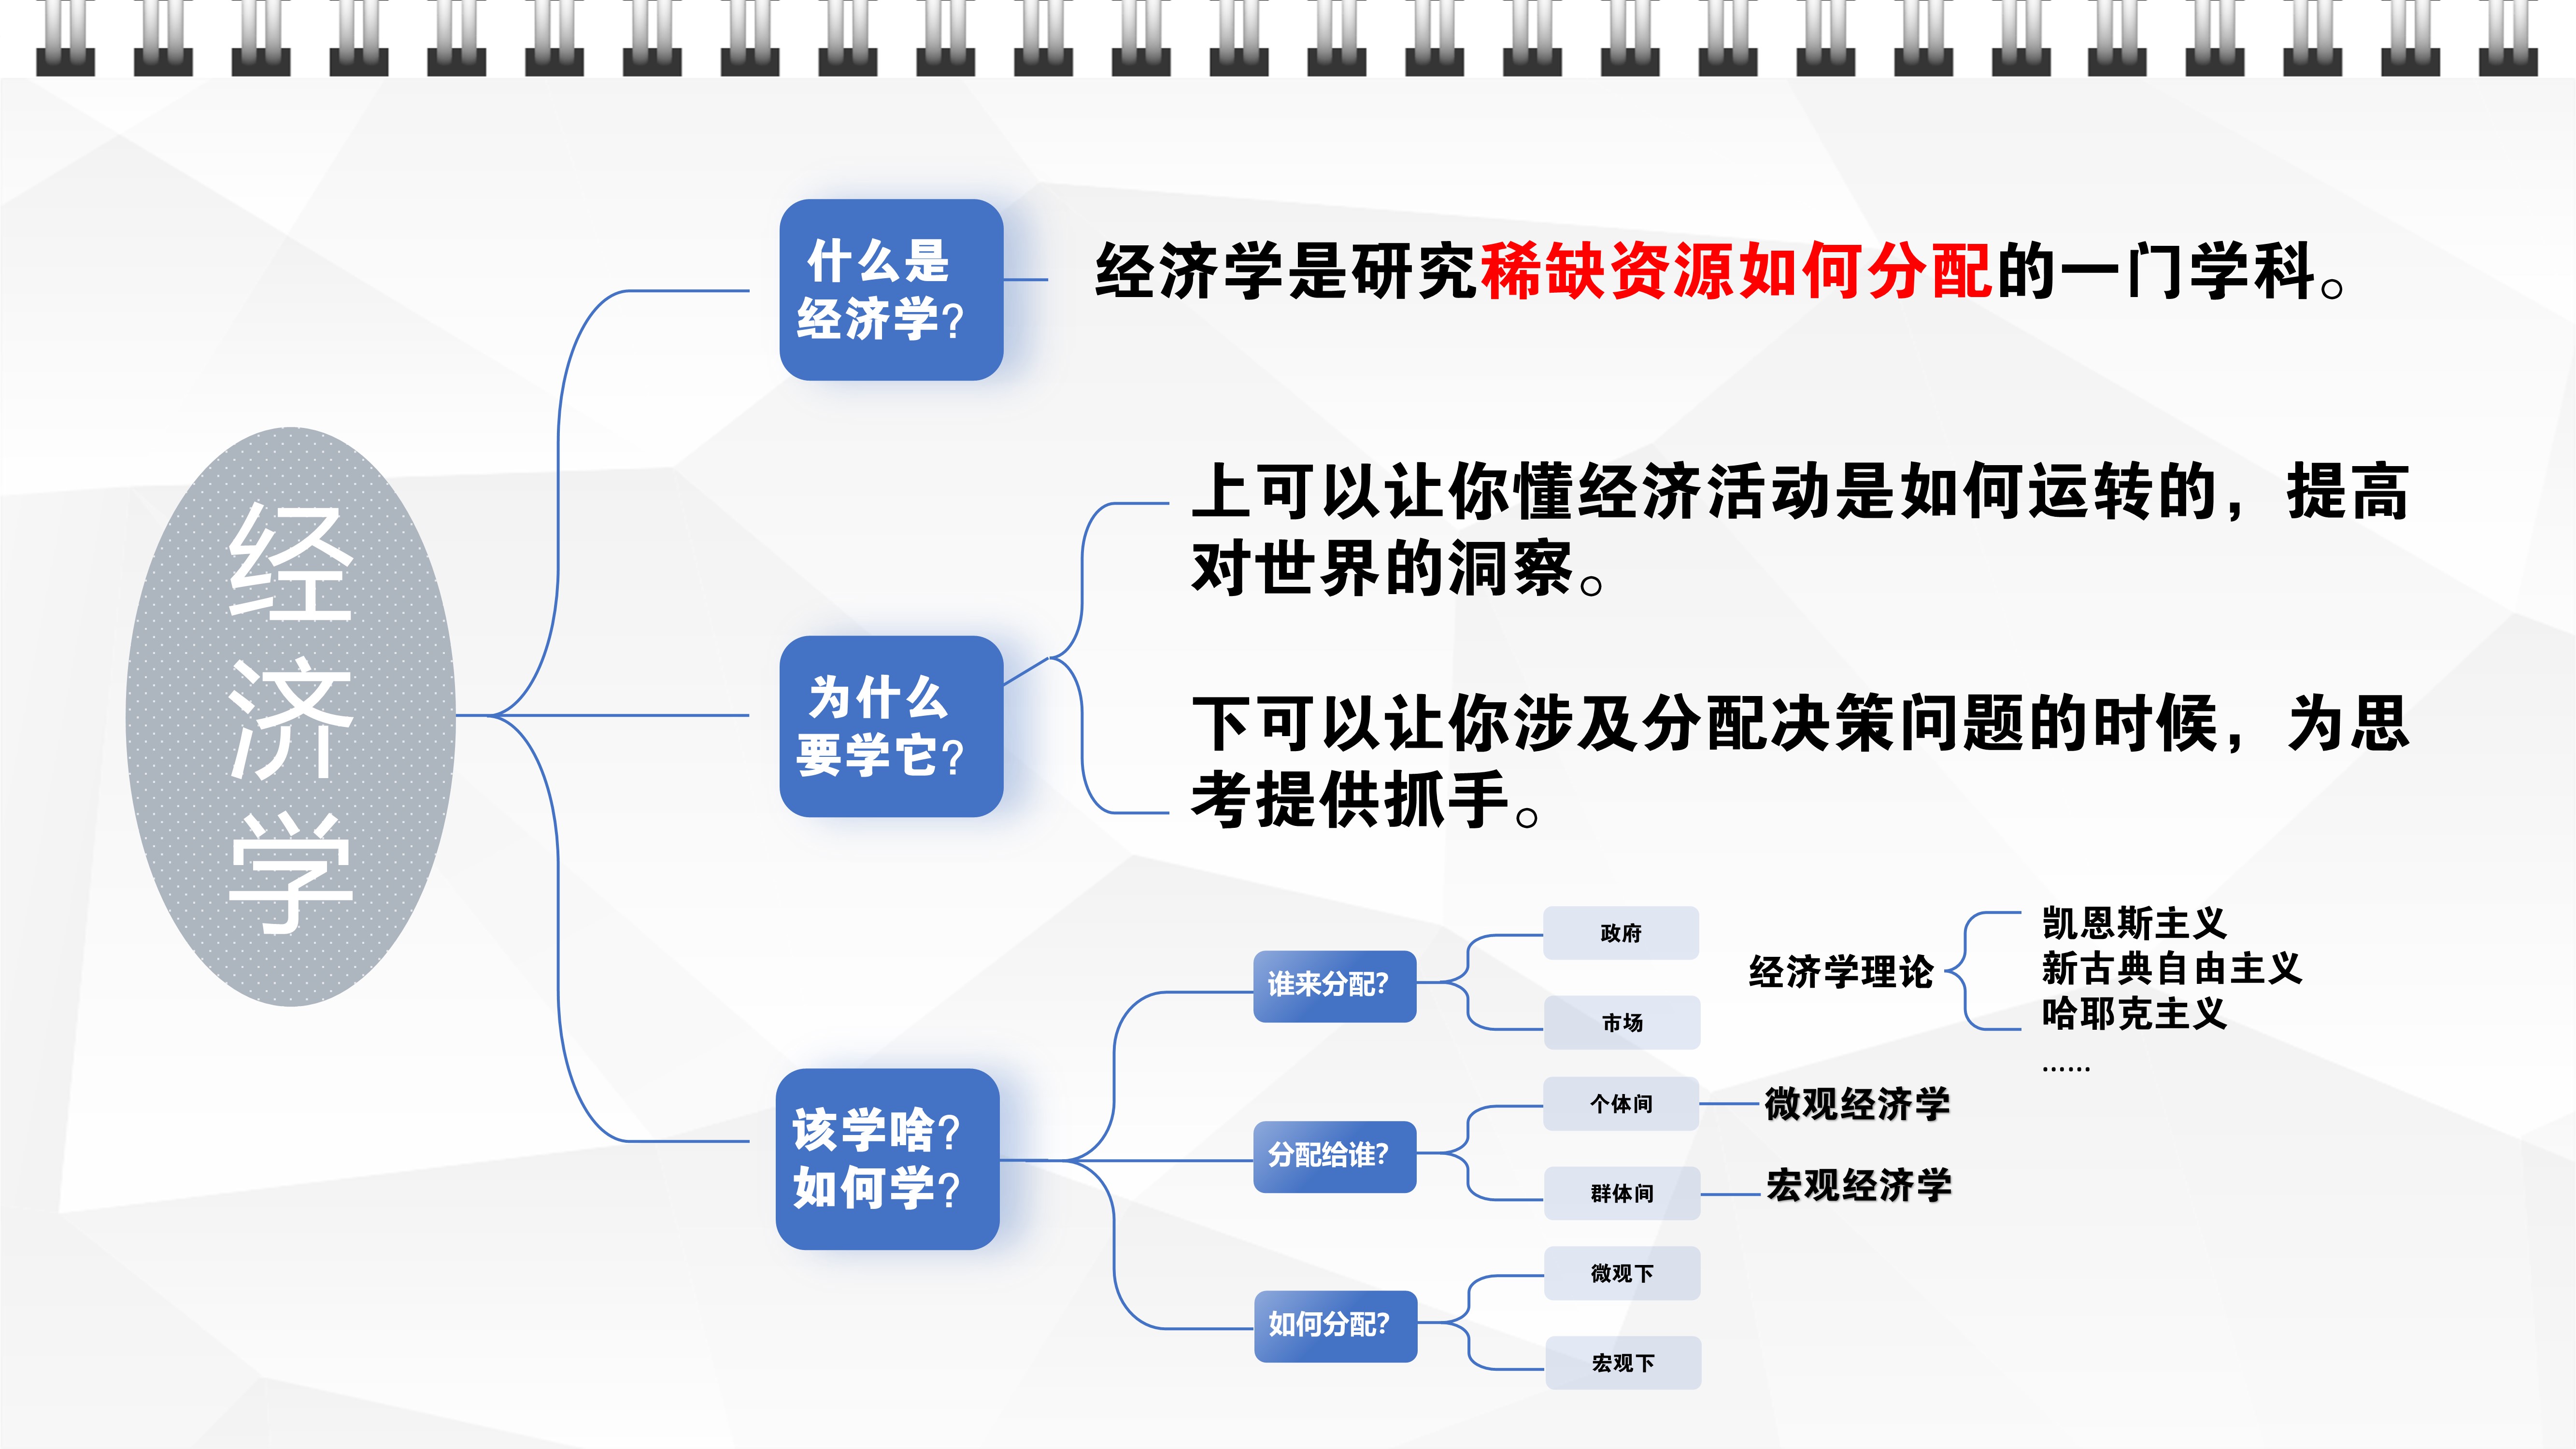 经
济
学
什么是
经济学？
经济学是研究稀缺资源如何分配的一门学科。
为什么
要学它？
上可以让你懂经济活动是如何运转的，提高
对世界的洞察。
下可以让你涉及分配决策问题的时候，为思
考提供抓手。
该学啥？
如何学？
谁来分配？
政府
市场
经济学理论
凯恩斯主义
新古典自由主义
哈耶克主义
……
分配给谁？
个体间
微观经济学
群体间
宏观经济学
如何分配？
微观下
宏观下